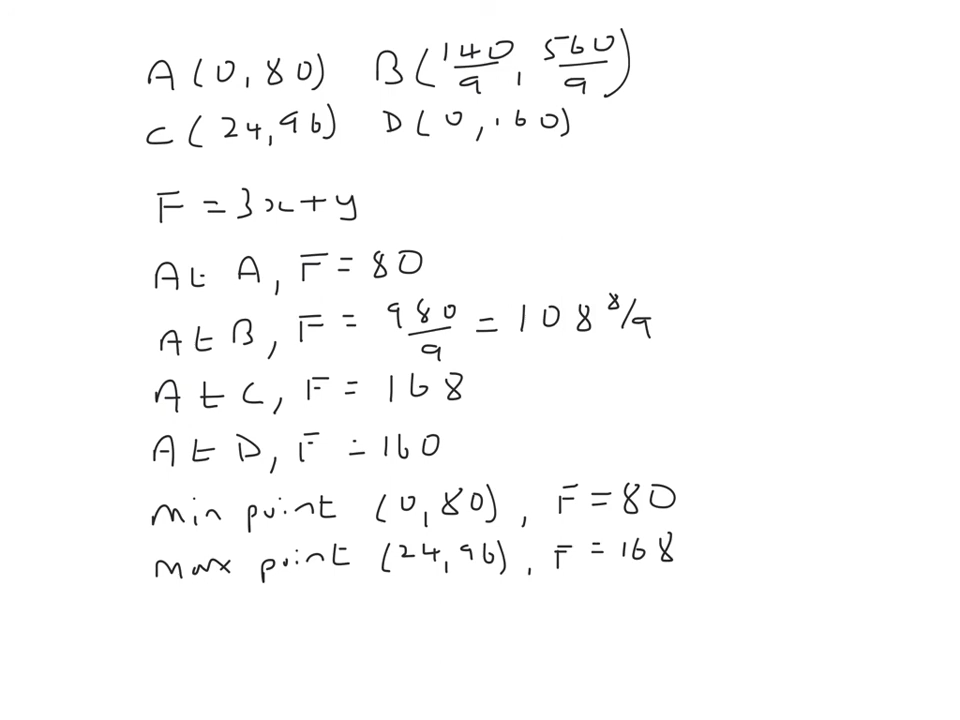 A(0,80) B(140/9, 560/9)
C(24,96) D(0,160)
F = 3x+y
At A, F = 80
At B, F = 980/9 = 108 8/9
At C, F = 168
At D, F = 160
Min point (0,80), F = 80
Max point (24,96), F = 168